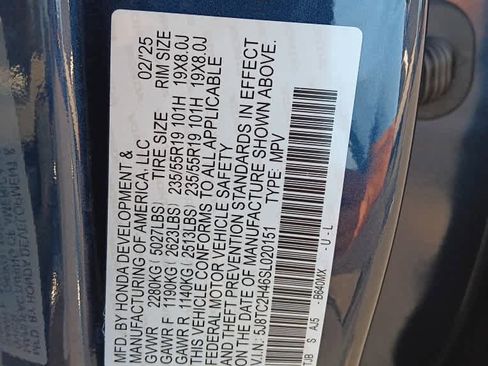 MFD. BY HONDA DEVELOPMENT & 02/25
MANUFACTURING OF AMERICA, LLC
TIRE SIZE RIM SIZE
GVWR 2280KG ( 5027LBS) 235/55R19 101H 19X8.0J
GAWR F 1190KG ( 2623LBS) 235/55R19 101H 19X8.0J
GAWR R 1140KG ( 2513LBS)
THIS VEHICLE CONFORMS TO ALL APPLICABLE
FEDERAL MOTOR VEHICLE SAFETY
AND THEFT PREVENTION STANDARDS IN EFFECT
ON THE DATE OF MANUFACTURE SHOWN ABOVE.
V.I.N.: 5J8TC2H46SL020151 TYPE: MPV
TJB S AJ5 - B640MX - U - L